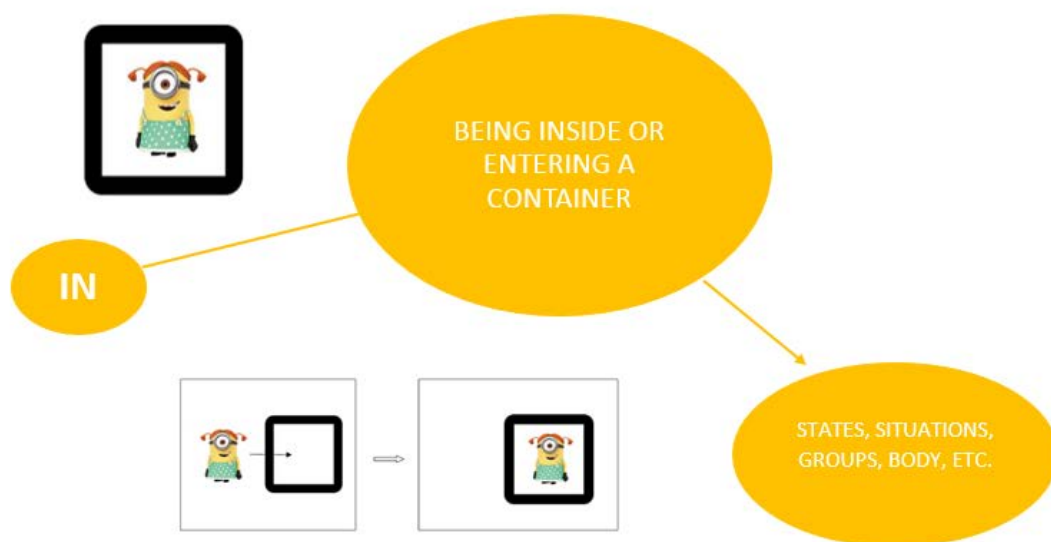 BEING INSIDE OR
ENTERING A
CONTAINER
IN
STATES, SITUATIONS,
GROUPS, BODY, ETC.